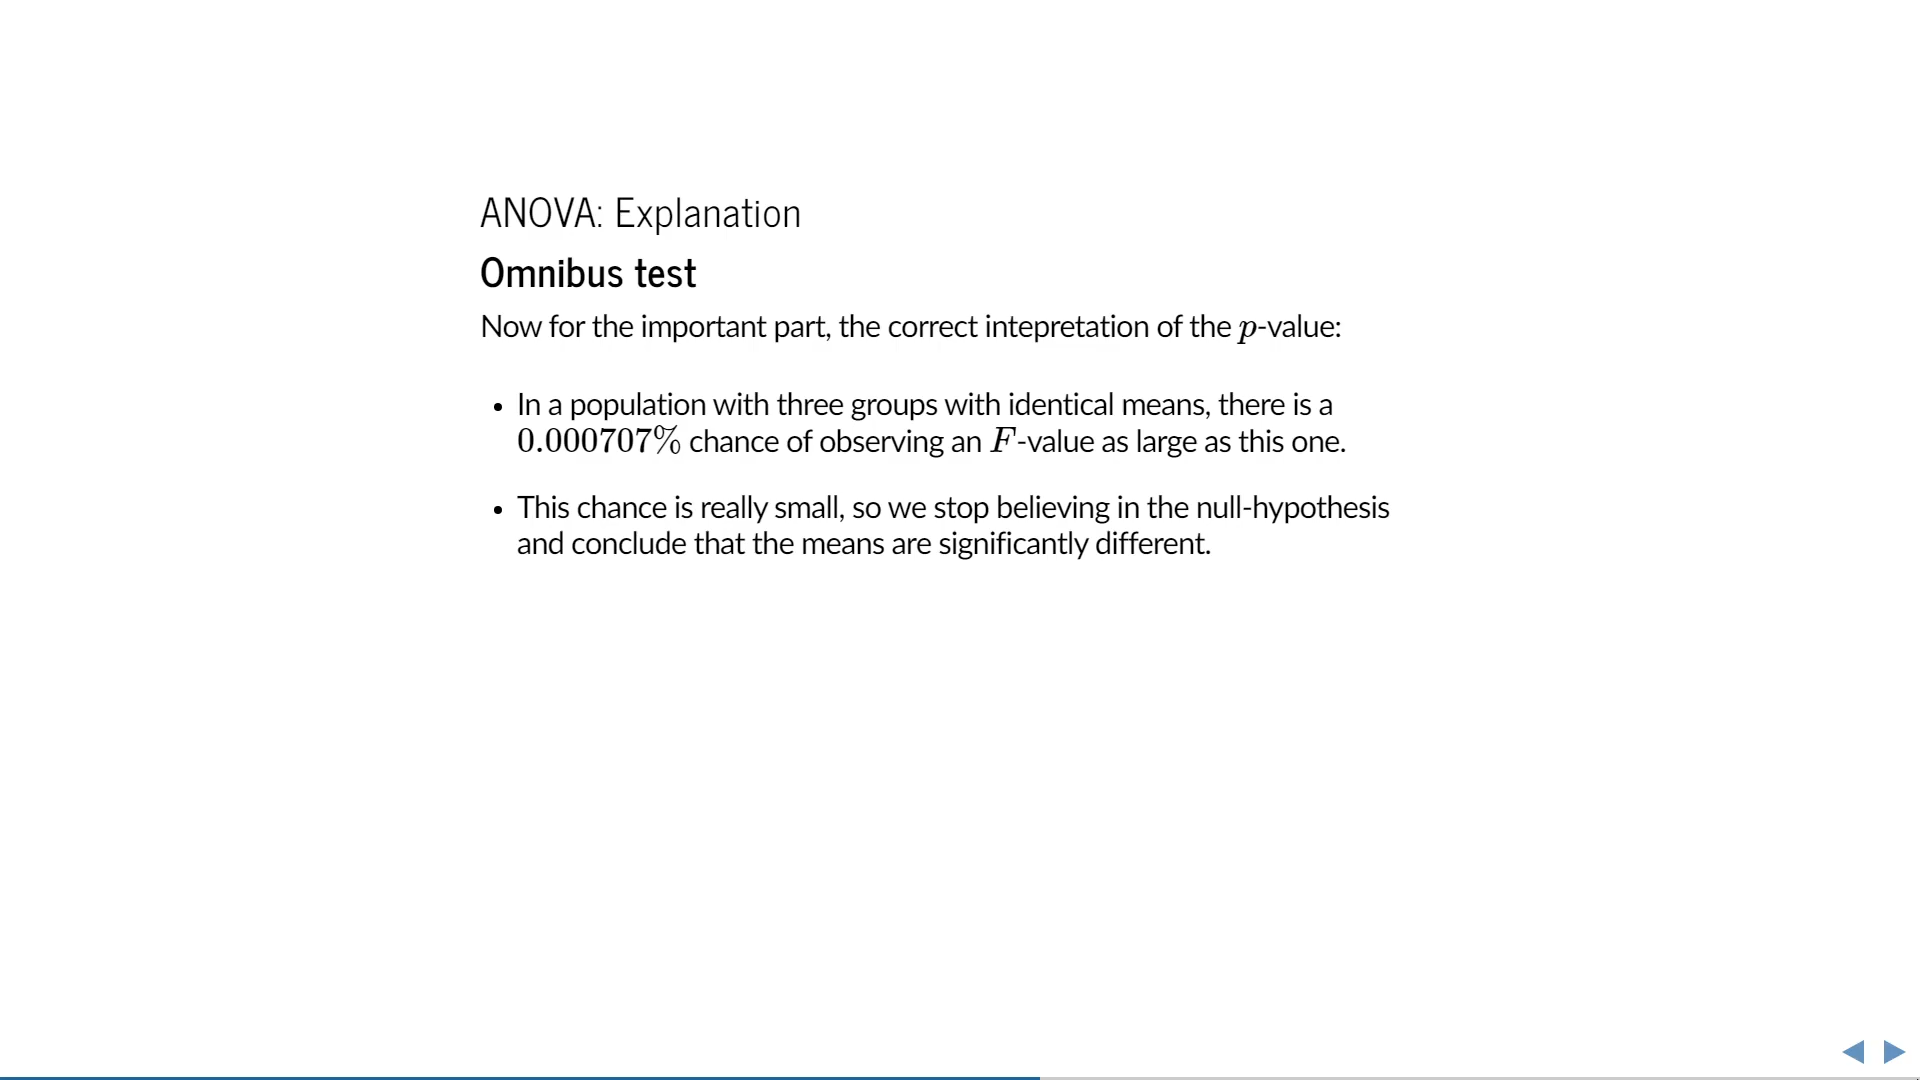 ANOVA: Explanation
Omnibus test
Now for the important part, the correct intepretation of the p-value:
• In a population with three groups with identical means, there is a
0.000707% chance of observing an F-value as large as this one.
• This chance is really small, so we stop believing in the null-hypothesis
and conclude that the means are significantly different.